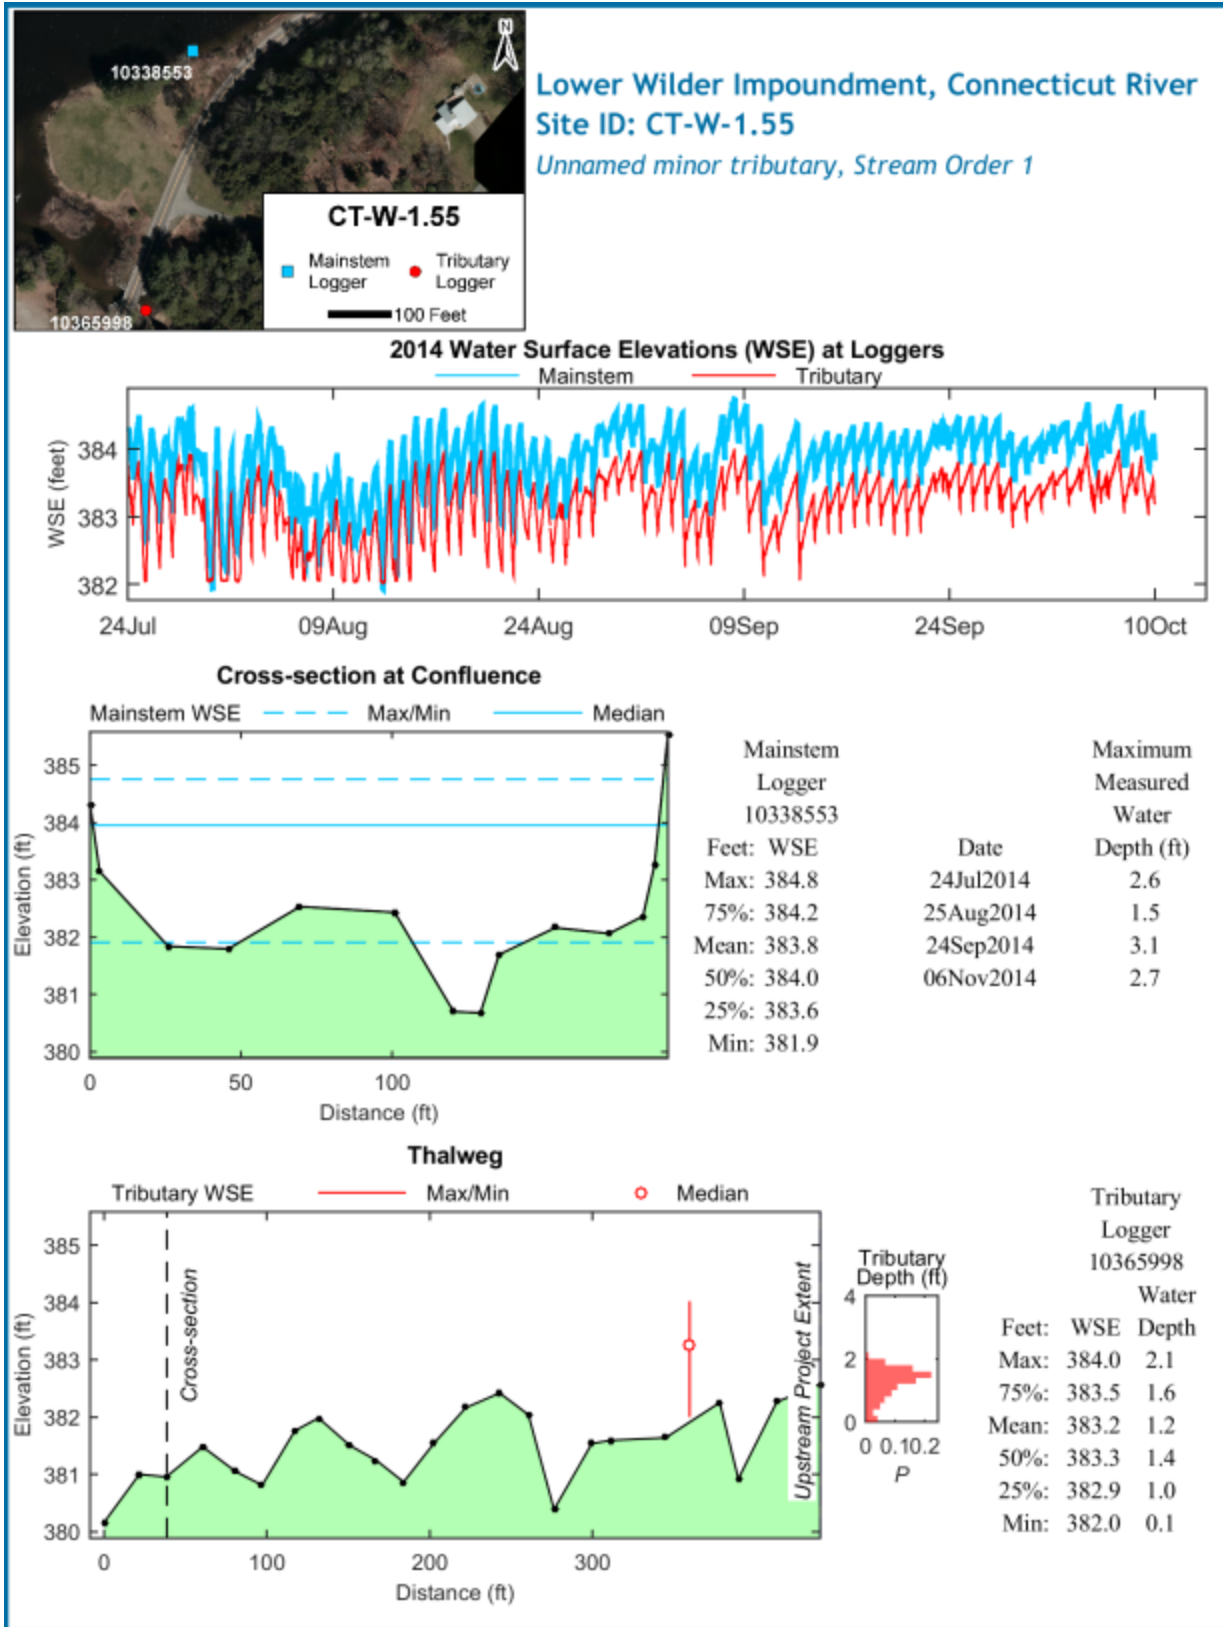 N
10338553
10365998
CT-W-1.55
Mainstem Logger
Tributary Logger
100 Feet
Lower Wilder Impoundment, Connecticut River
Site ID: CT-W-1.55
Unnamed minor tributary, Stream Order 1
2014 Water Surface Elevations (WSE) at Loggers
Mainstem Tributary
WSE (feet)
384
383
382
24Jul 09Aug 24Aug 09Sep 24Sep 10Oct
Cross-section at Confluence
Mainstem WSE Max/Min Median
Elevation (ft)
385
384
383
382
381
380
0 50 100
Distance (ft)
Mainstem
Logger
10338553
Feet: WSE
Max: 384.8
75%: 384.2
Mean: 383.8
50%: 384.0
25%: 383.6
Min: 381.9
Maximum
Measured
Water
Date Depth (ft)
24Jul2014 2.6
25Aug2014 1.5
24Sep2014 3.1
06Nov2014 2.7
Thalweg
Tributary WSE Max/Min Median
Elevation (ft)
385
384
383
382
381
380
Cross-section
Upstream Project Extent
0 100 200 300
Distance (ft)
Tributary
Depth (ft)
4
2
0
0 0.1 0.2
P
Tributary
Logger
10365998
Water
Feet: WSE Depth
Max: 384.0 2.1
75%: 383.5 1.6
Mean: 383.2 1.2
50%: 383.3 1.4
25%: 382.9 1.0
Min: 382.0 0.1